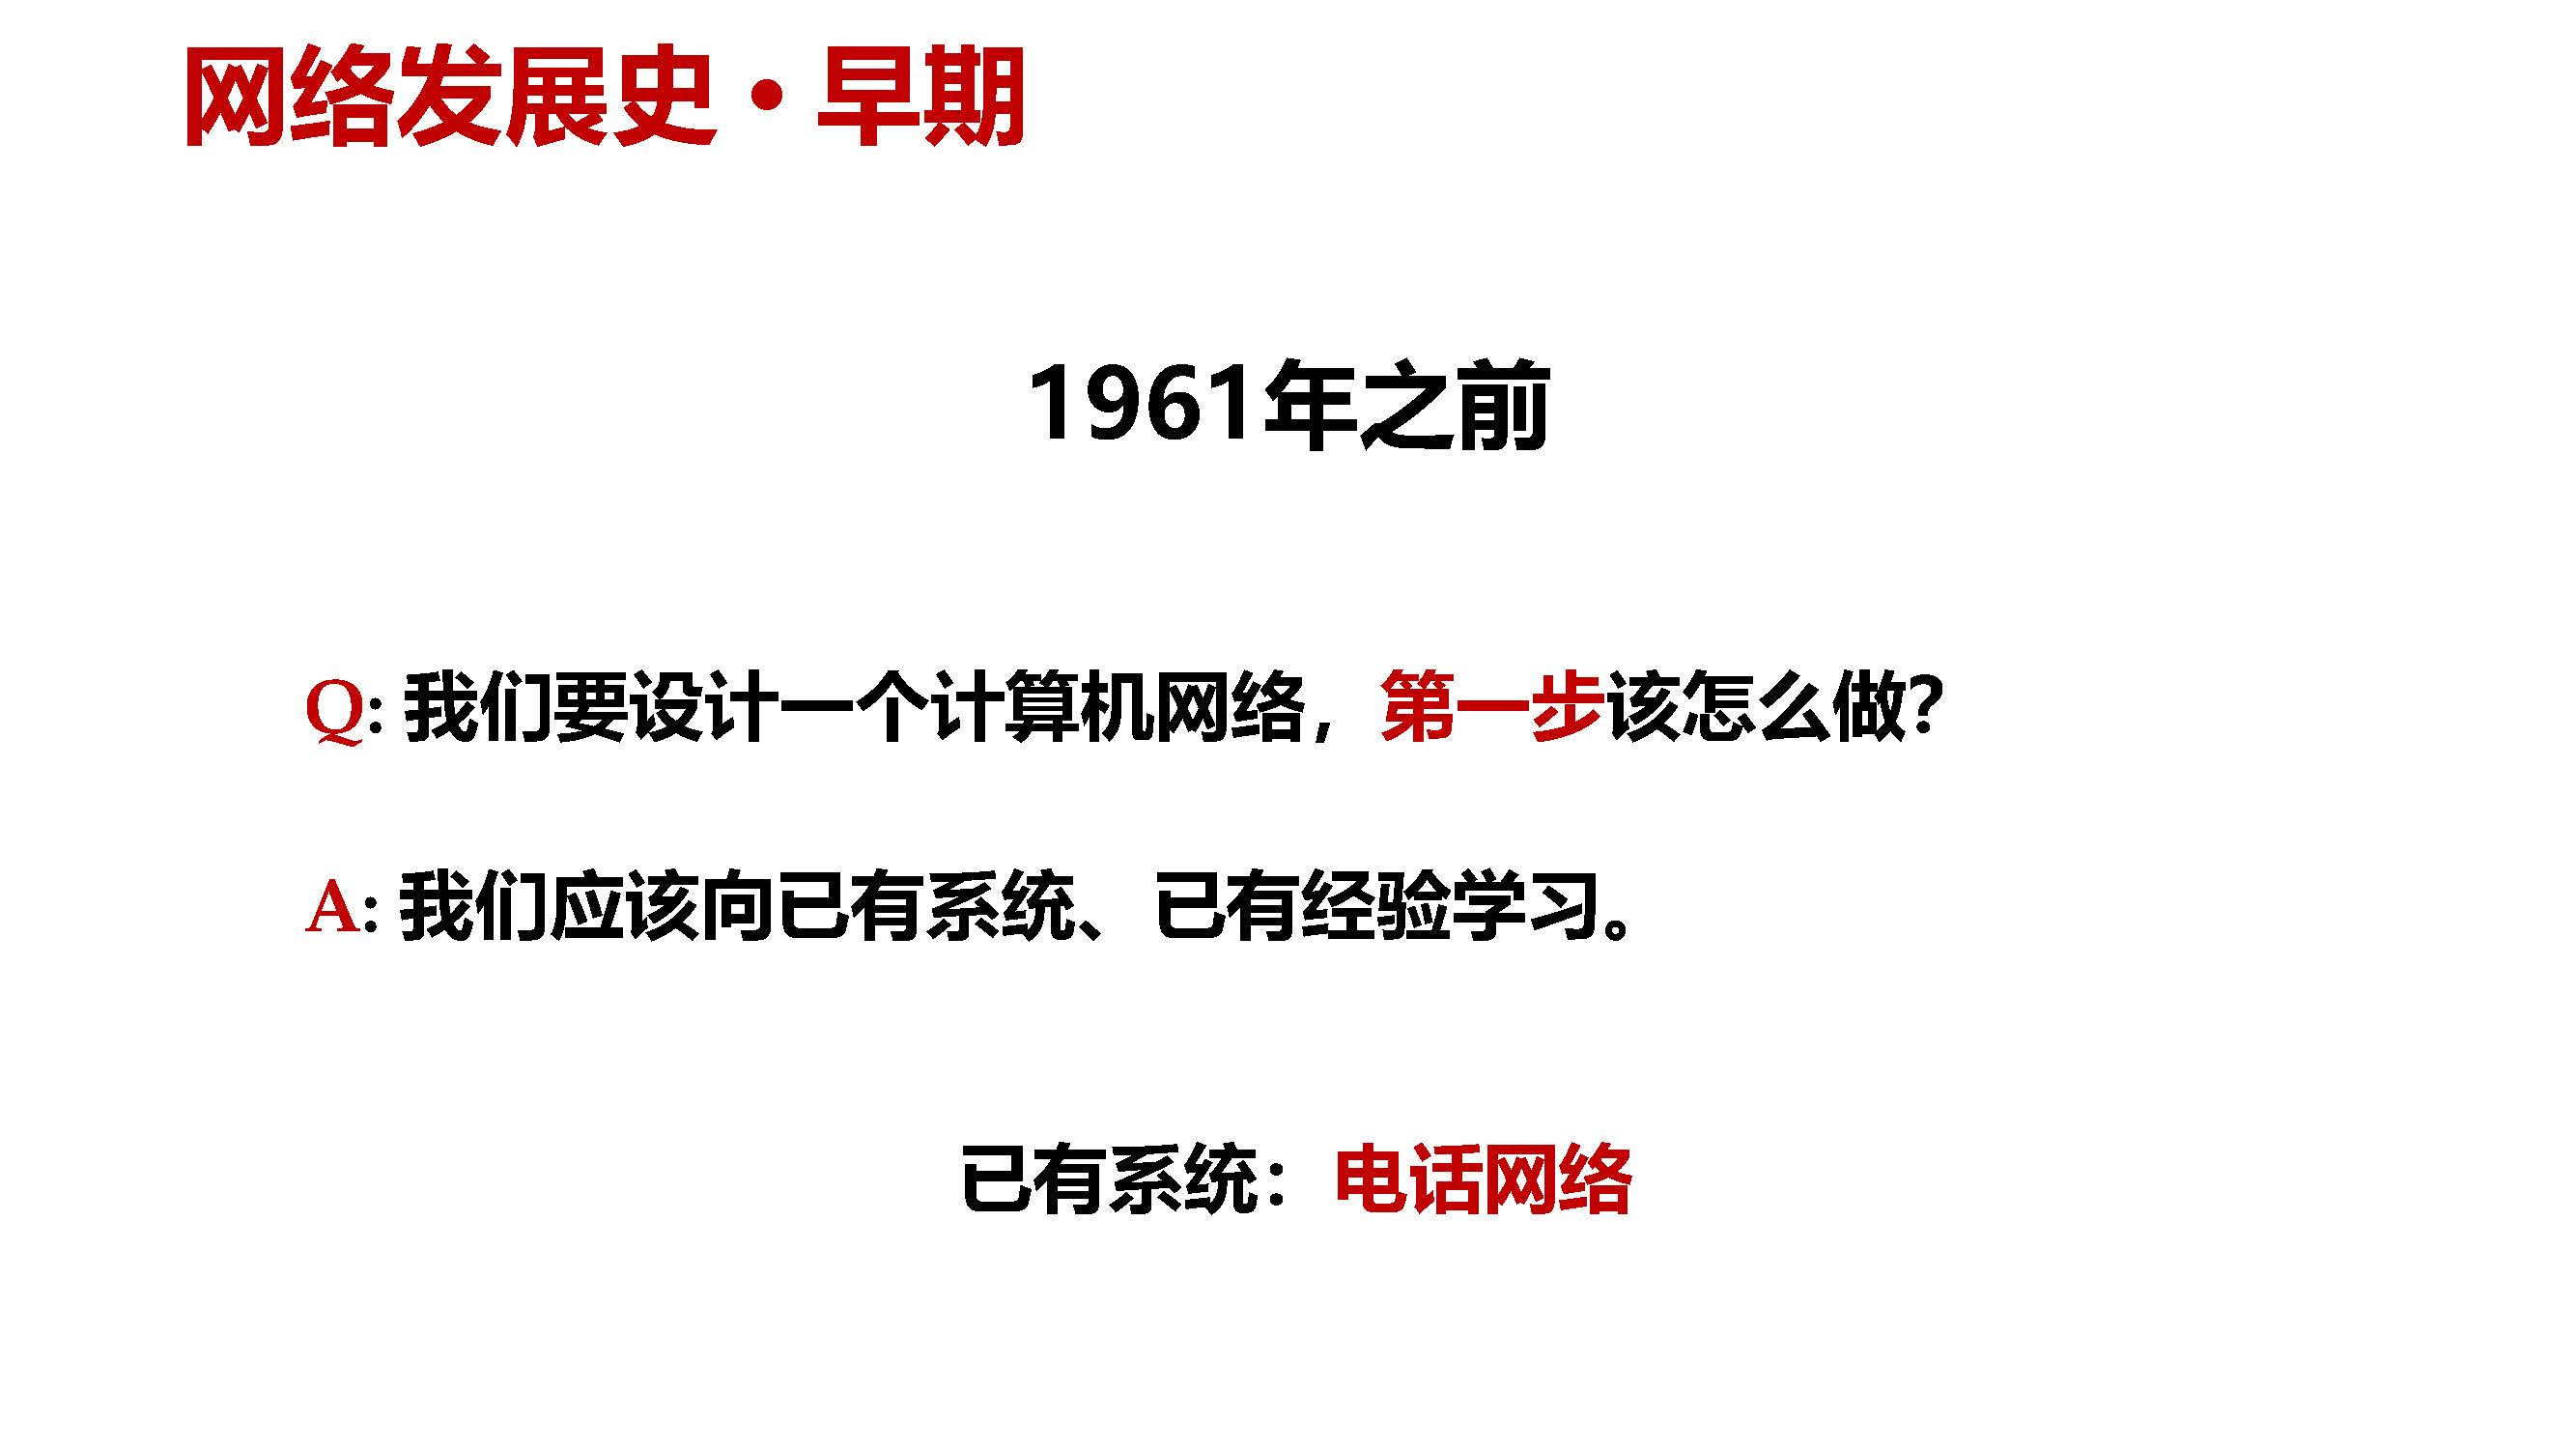 网络发展史·早期
1961年之前
Q: 我们要设计一个计算机网络，第一步该怎么做？
A: 我们应该向已有系统、已有经验学习。
已有系统：电话网络